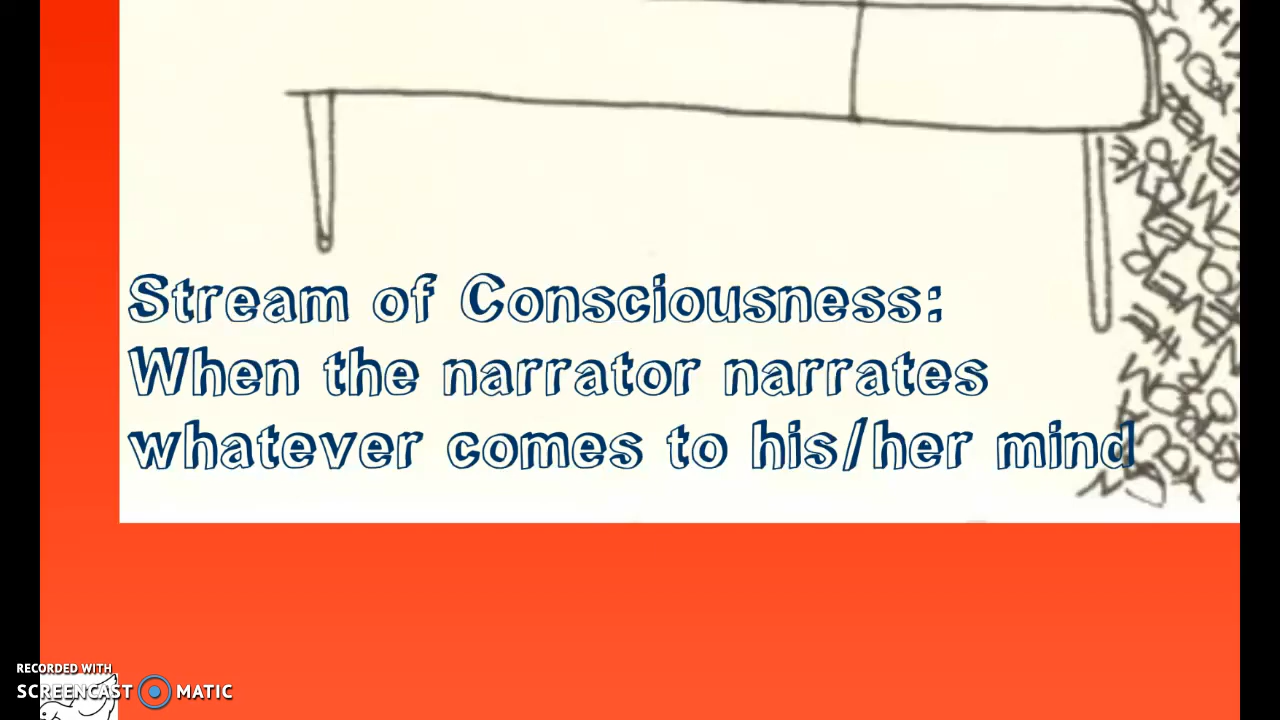 Stream of Consciousness:
When the narrator narrates
whatever comes to his/her mind
RECORDED WITH
SCREENCAST MATIC